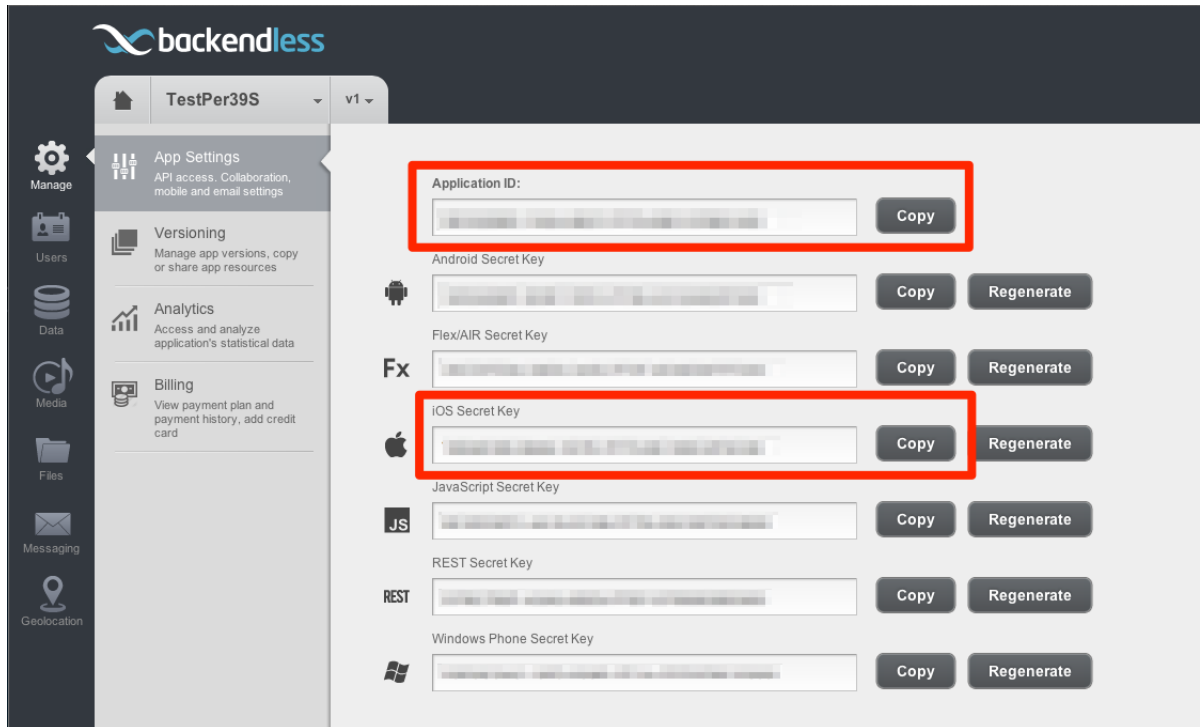 backendless
TestPer39S
v1
Manage
Users
Data
Media
Files
Messaging
Geolocation
App Settings
API access. Collaboration,
mobile and email settings
Versioning
Manage app versions, copy
or share app resources
Analytics
Access and analyze
application's statistical data
Billing
View payment plan and
payment history, add credit
card
Application ID:
Copy
Android Secret Key
Copy Regenerate
Flex/AIR Secret Key
Fx Copy Regenerate
iOS Secret Key
Copy Regenerate
JavaScript Secret Key
JS Copy Regenerate
REST Secret Key
REST Copy Regenerate
Windows Phone Secret Key
Copy Regenerate